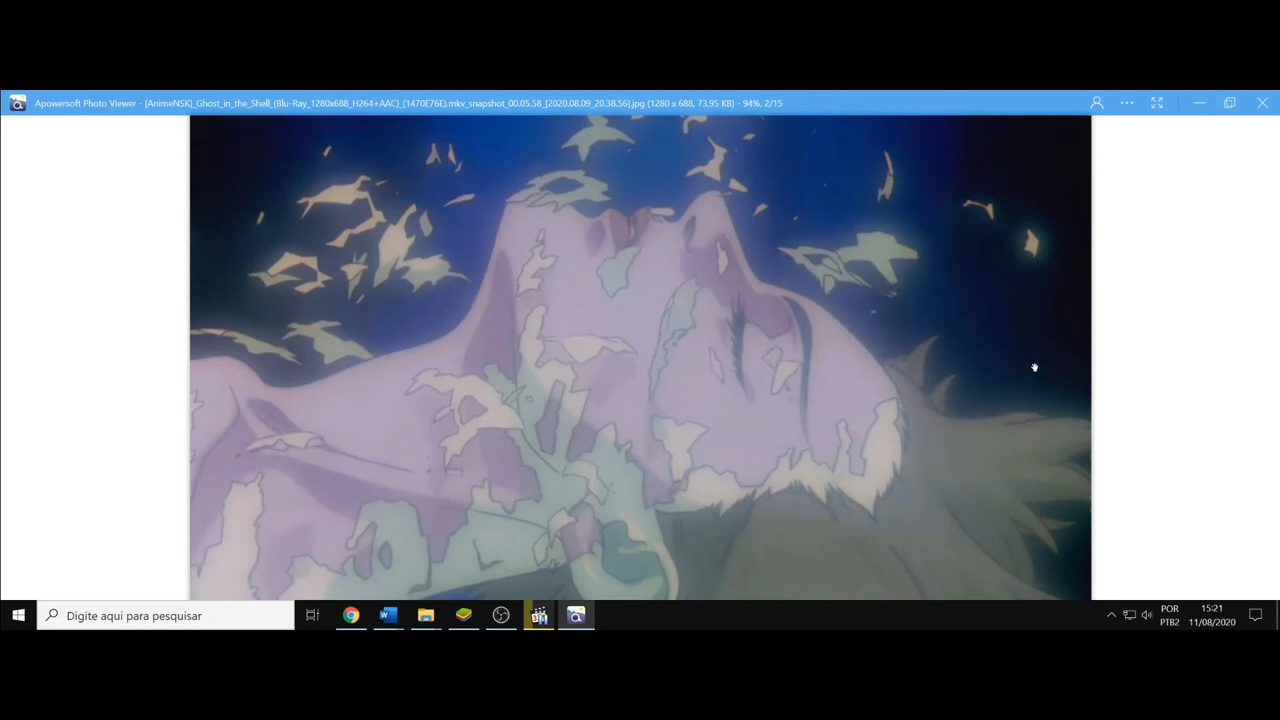 Apowersoft Photo Viewer - [AnimeNSK]_Ghost_in_the_Shell_(Blu-Ray_1280x688_H264+AAC)_(1470E76E).mkv_snapshot_00.05.58_[2020.08.09_20.38.56].jpg (1280 x 688, 73,95 KB) - 94%, 2/15
Digite aqui para pesquisar
POR
PTB2
15:21
11/08/2020